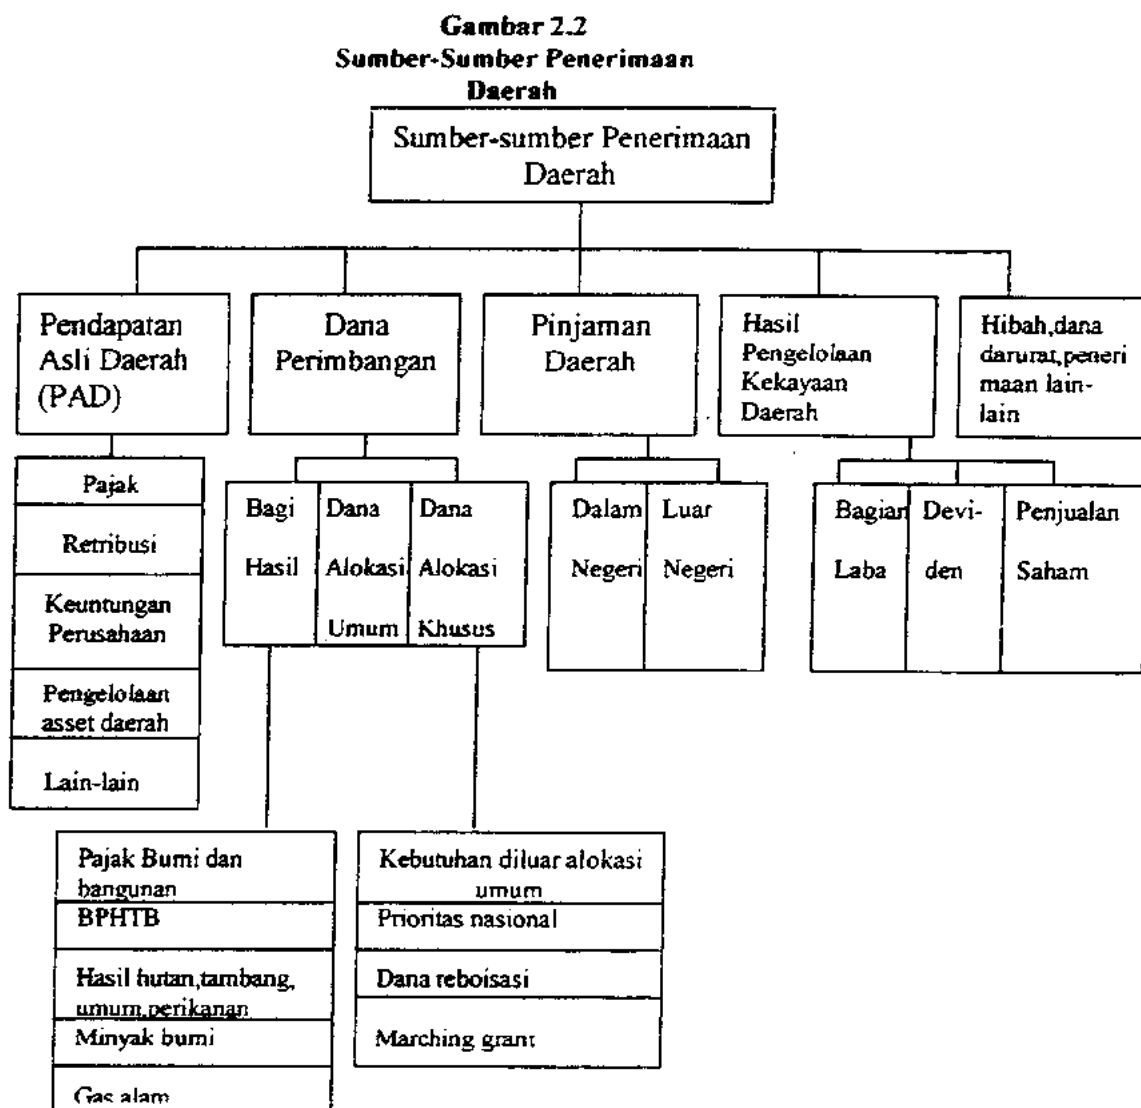 Gambar 2.2
Sumber-Sumber Penerimaan
Daerah
Sumber-sumber Penerimaan
Daerah
Pendapatan
Asli Daerah
(PAD)
Dana
Perimbangan
Pinjaman
Daerah
Hasil
Pengelolaan
Kekayaan
Daerah
Hibah,dana
darurat,peneri
maan lain-
lain
Pajak
Retribusi
Keuntungan
Perusahaan
Pengelolaan
asset daerah
Lain-lain
Bagi
Hasil
Dana
Alokasi
Umum
Dana
Alokasi
Khusus
Dalam
Negeri
Luar
Negeri
Bagian
Laba
Devi-
den
Penjualan
Saham
Pajak Bumi dan
bangunan
BPHTB
Hasil hutan,tambang,
umum,perikanan
Minyak bumi
Gas alam
Kebutuhan diluar alokasi
umum
Prioritas nasional
Dana reboisasi
Marching grant